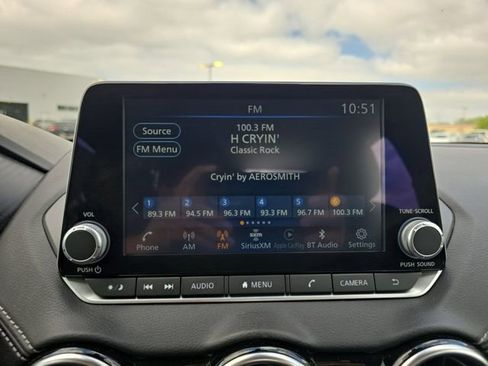 FM 10:51
Source
100.3 FM
H CRYIN'
FM Menu
Classic Rock
Cryin' by AEROSMITH
1 2 3 4 5 6
89.3 FM 94.5 FM 96.3 FM 93.3 FM 96.7 FM 100.3 FM
VOL
TUNE·SCROLL
sxm
Phone AM FM SiriusXM Apple CarPlay BT Audio Settings
PUSH
PUSH SOUND
AUDIO MENU CAMERA